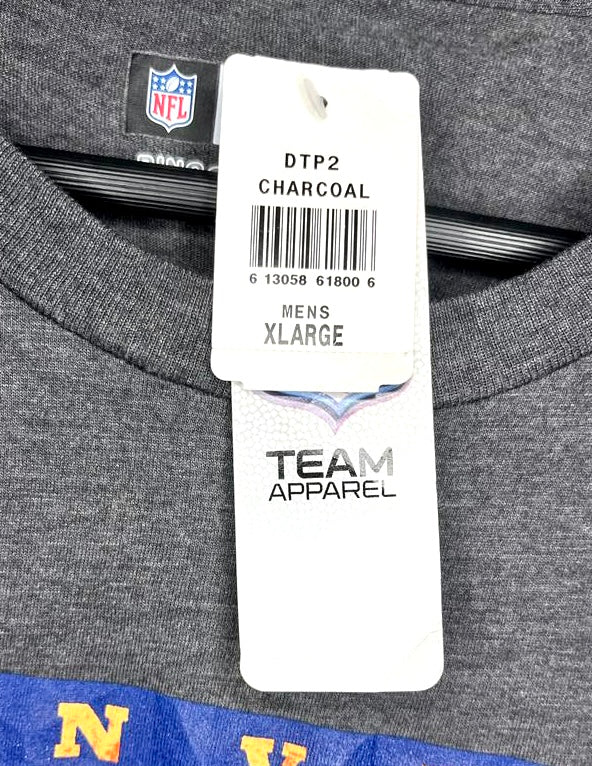 NFL
DTP2
CHARCOAL
6 13058 61800 6
MENS
XLARGE
TEAM
APPAREL
N V